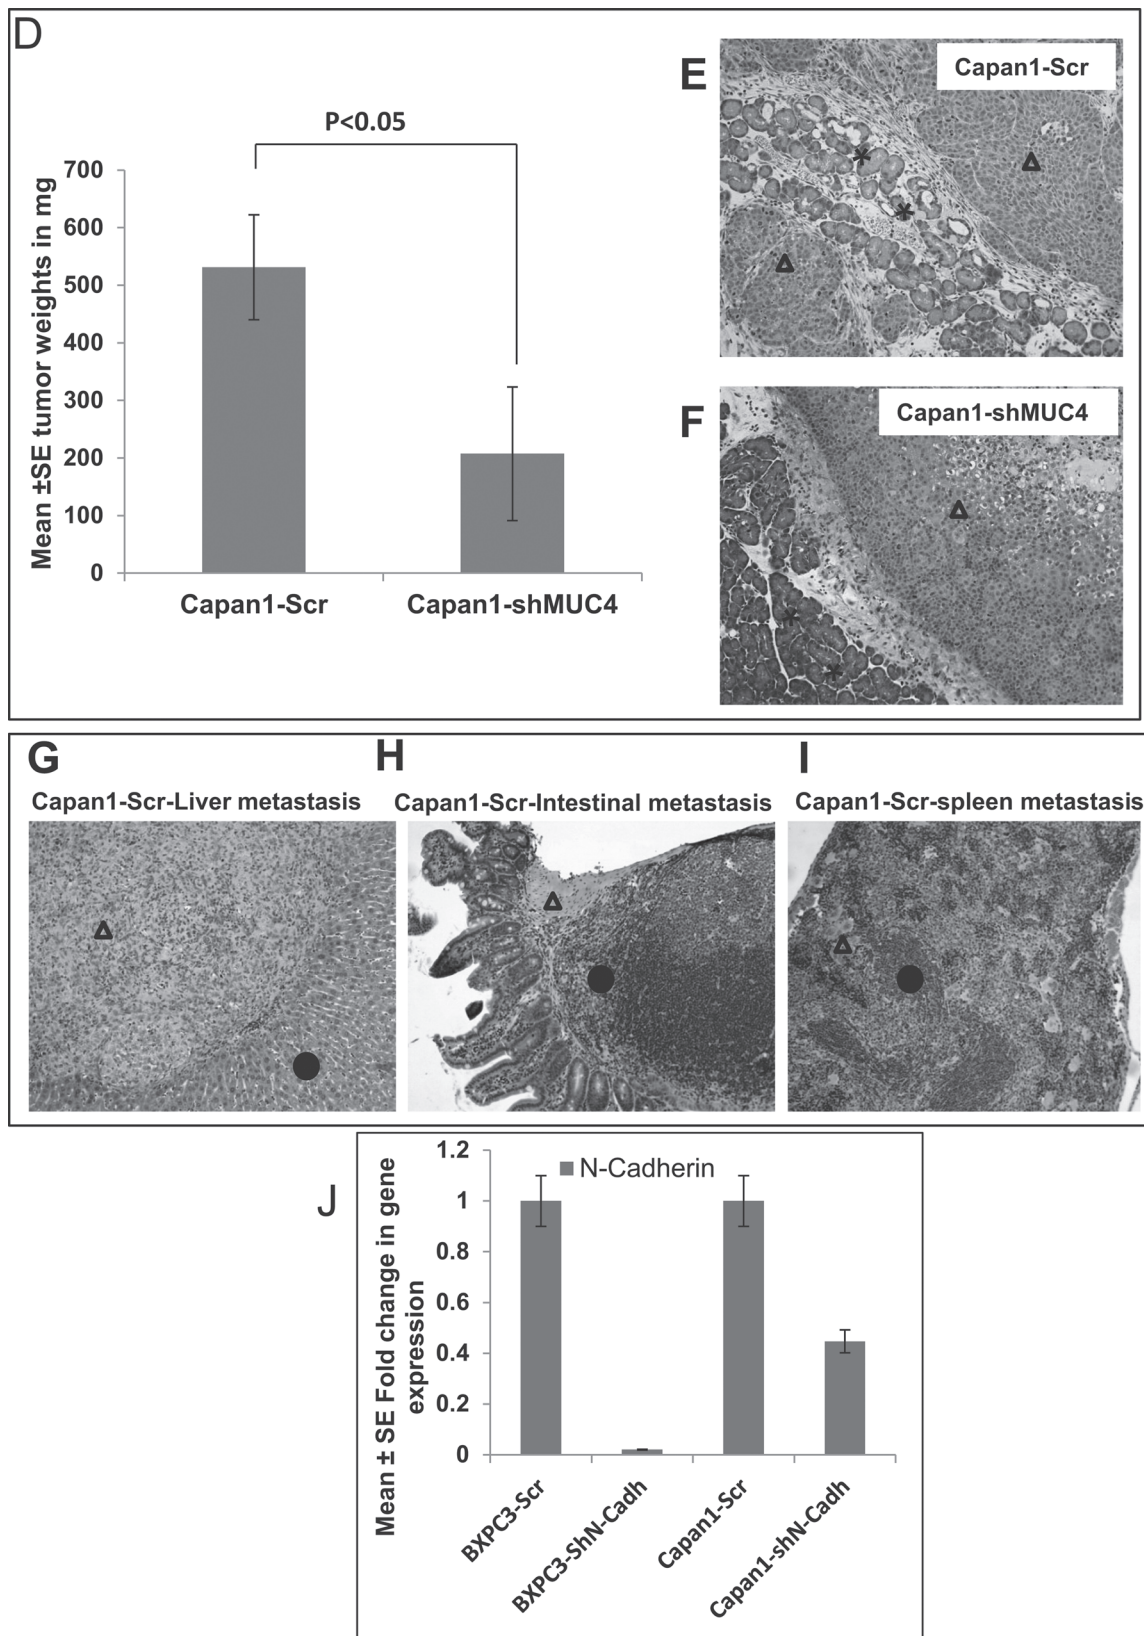 D
P<0.05
Mean ±SE tumor weights in mg
700
600
500
400
300
200
100
0
Capan1-Scr
Capan1-shMUC4
E
Capan1-Scr
F
Capan1-shMUC4
G
Capan1-Scr-Liver metastasis
H
Capan1-Scr-Intestinal metastasis
I
Capan1-Scr-spleen metastasis
J
Mean ± SE Fold change in gene
expression
N-Cadherin
1.2
1
0.8
0.6
0.4
0.2
0
BXPC3-Scr
BXPC3-ShN-Cadh
Capan1-Scr
Capan1-shN-Cadh